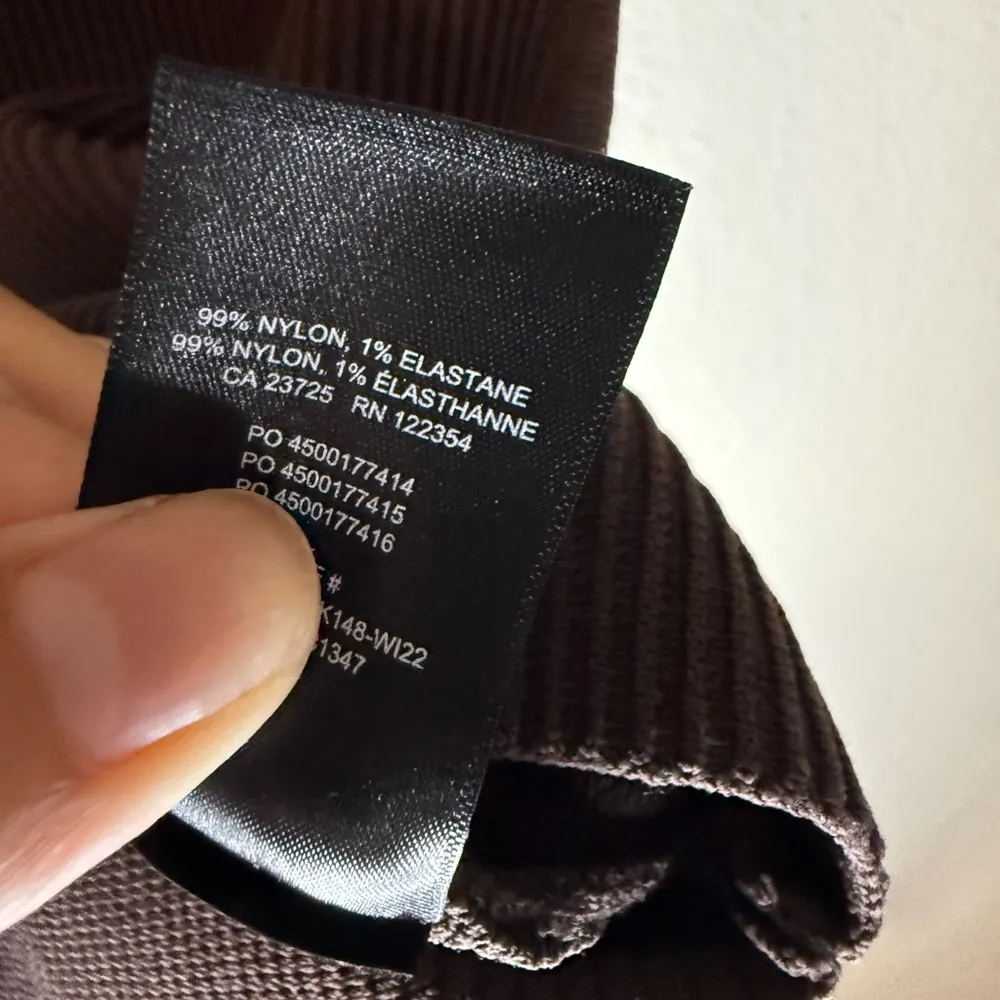 99% NYLON, 1% ELASTANE
99% NYLON, 1% ÉLASTHANNE
CA 23725 RN 122354
PO 4500177414
PO 4500177415
PO 4500177416
#
K148-WI22
1347